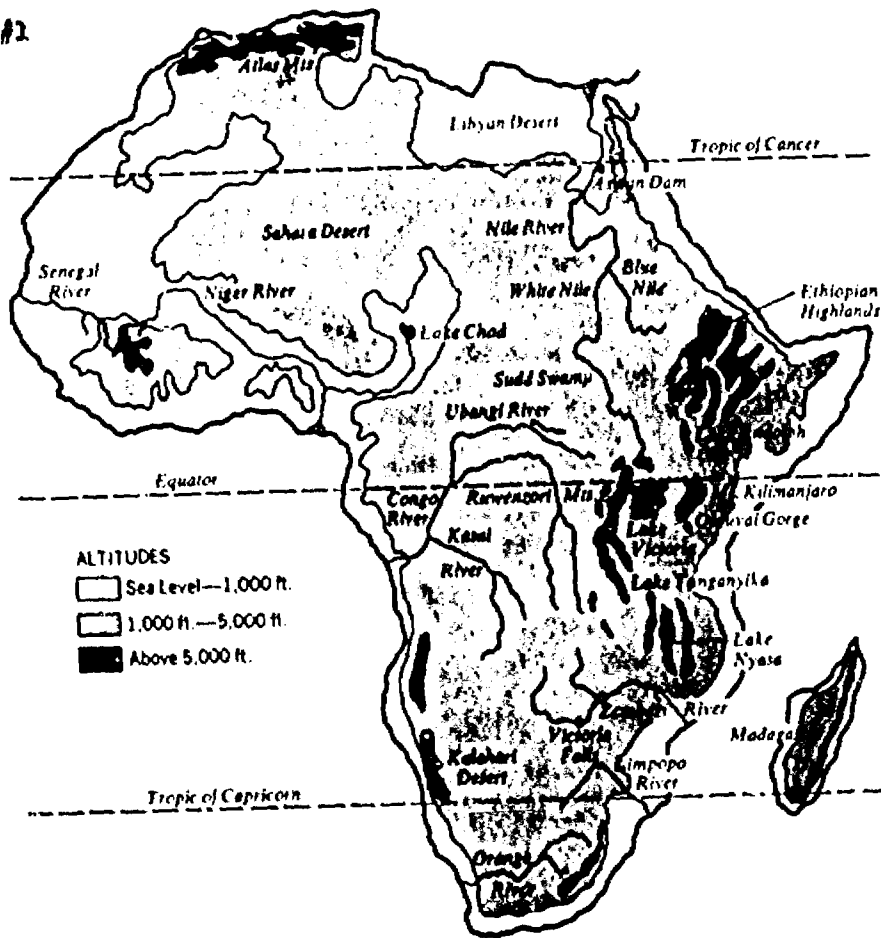 #1
Atlas Mts
Libyan Desert
Tropic of Cancer
Aswan Dam
Sahara Desert
Nile River
Senegal
River
Niger River
White Nile
Blue
Nile
Ethiopian
Highlands
Lake Chad
Sudd Swamp
Ubangi River
Equator
Congo
River
Ruwenzori Mts
Kilimanjaro
Gorge
Kasai
River
Lake
Victoria
ALTITUDES
Sea Level—1,000 ft.
1,000 ft.—5,000 ft.
Above 5,000 ft.
Lake Tanganyika
Lake
Nyasa
River
Victoria
Falls
Kalahari
Desert
Limpopo
River
Tropic of Capricorn
Orange
River